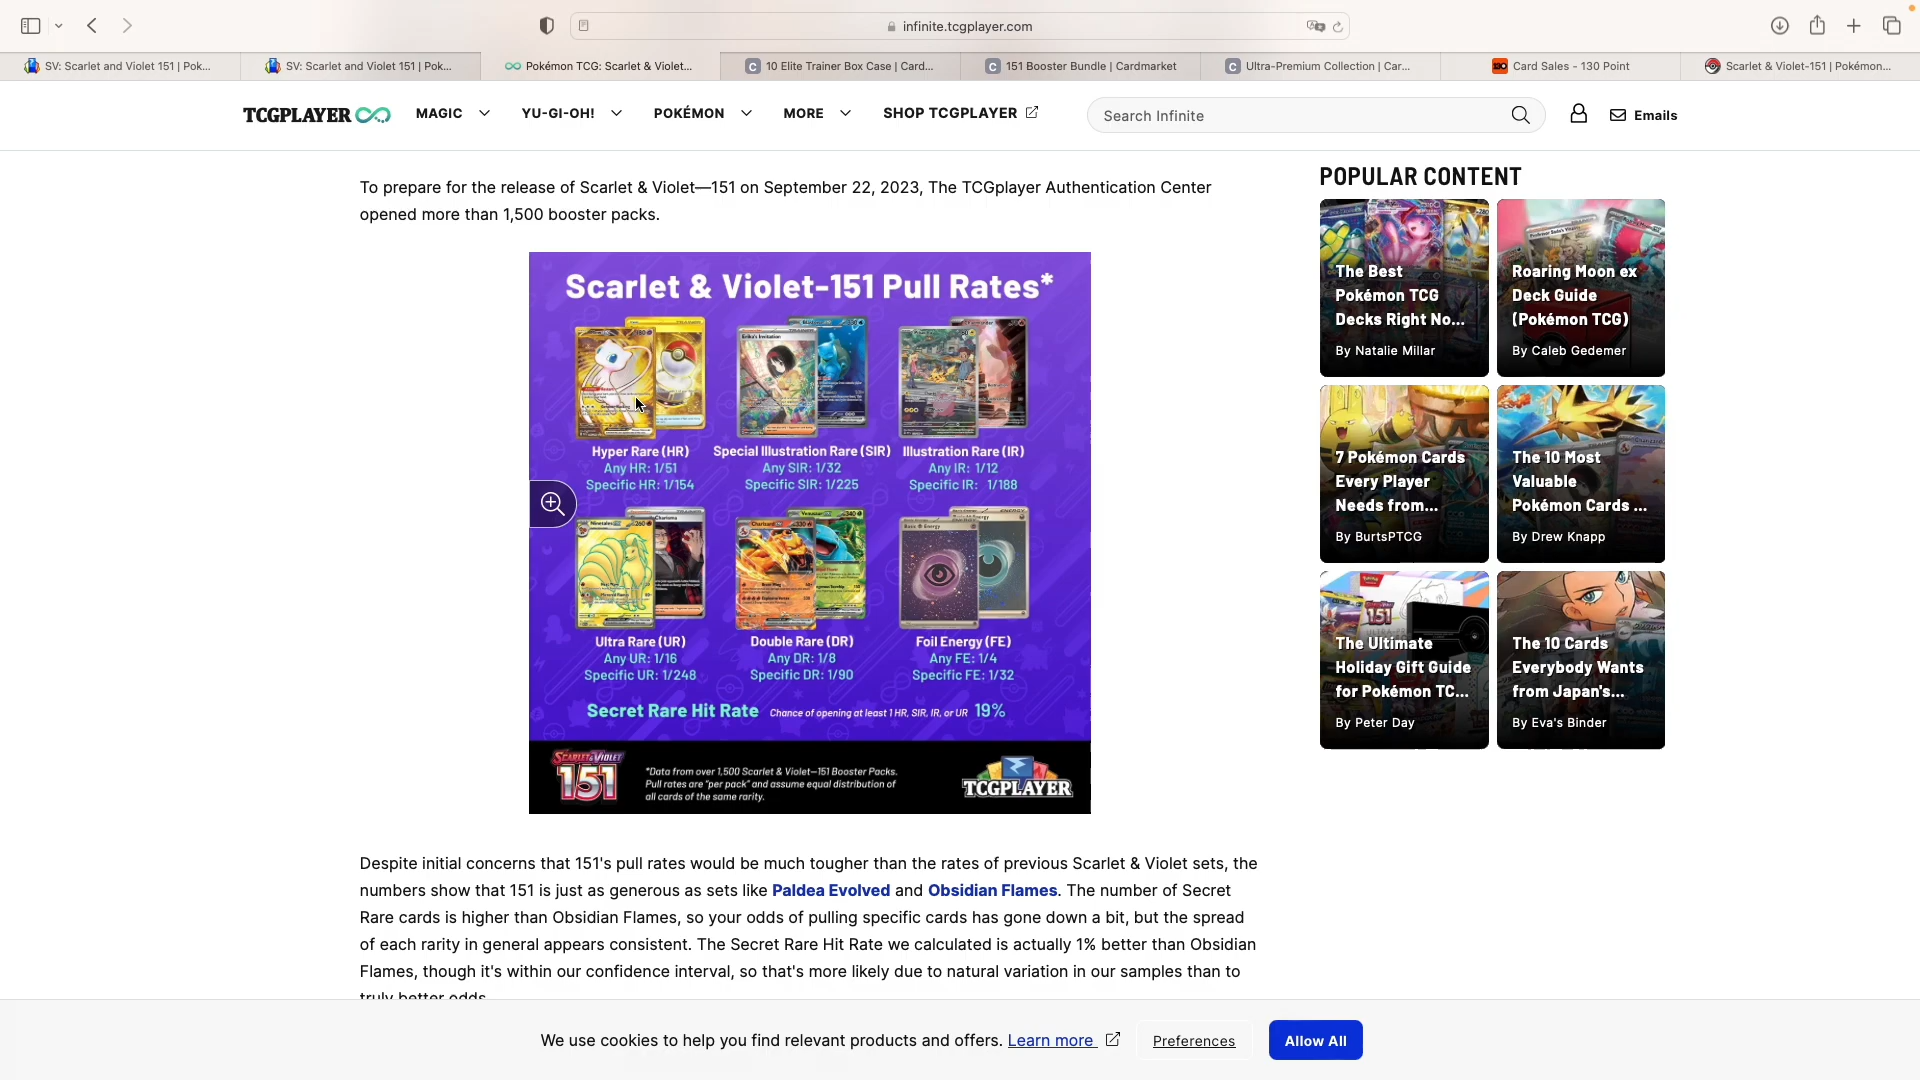 infinite.tcgplayer.com
SV: Scarlet and Violet 151 | Pok...
SV: Scarlet and Violet 151 | Pok...
Pokémon TCG: Scarlet & Violet...
10 Elite Trainer Box Case | Card...
151 Booster Bundle | Cardmarket
Ultra-Premium Collection | Car...
Card Sales - 130 Point
Scarlet & Violet-151 | Pokémon...
TCGPLAYER
MAGIC
YU-GI-OH!
POKÉMON
MORE
SHOP TCGPLAYER
Search Infinite
Emails
To prepare for the release of Scarlet & Violet—151 on September 22, 2023, The TCGplayer Authentication Center
opened more than 1,500 booster packs.
Scarlet & Violet-151 Pull Rates*
Hyper Rare (HR)
Any HR: 1/51
Specific HR: 1/154
Special Illustration Rare (SIR)
Any SIR: 1/32
Specific SIR: 1/225
Illustration Rare (IR)
Any IR: 1/12
Specific IR: 1/188
Ultra Rare (UR)
Any UR: 1/16
Specific UR: 1/248
Double Rare (DR)
Any DR: 1/8
Specific DR: 1/90
Foil Energy (FE)
Any FE: 1/4
Specific FE: 1/32
Secret Rare Hit Rate Chance of opening at least 1 HR, SIR, IR, or UR 19%
SCARLET & VIOLET
151
*Data from over 1,500 Scarlet & Violet—151 Booster Packs.
Pull rates are "per pack" and assume equal distribution of
all cards of the same rarity.
TCGPLAYER
Despite initial concerns that 151's pull rates would be much tougher than the rates of previous Scarlet & Violet sets, the
numbers show that 151 is just as generous as sets like Paldea Evolved and Obsidian Flames. The number of Secret
Rare cards is higher than Obsidian Flames, so your odds of pulling specific cards has gone down a bit, but the spread
of each rarity in general appears consistent. The Secret Rare Hit Rate we calculated is actually 1% better than Obsidian
Flames, though it's within our confidence interval, so that's more likely due to natural variation in our samples than to
truly better odds.
POPULAR CONTENT
The Best
Pokémon TCG
Decks Right No...
By Natalie Millar
Roaring Moon ex
Deck Guide
(Pokémon TCG)
By Caleb Gedemer
7 Pokémon Cards
Every Player
Needs from...
By BurtsPTCG
The 10 Most
Valuable
Pokémon Cards ...
By Drew Knapp
The Ultimate
Holiday Gift Guide
for Pokémon TC...
By Peter Day
The 10 Cards
Everybody Wants
from Japan's...
By Eva's Binder
We use cookies to help you find relevant products and offers. Learn more
Preferences
Allow All